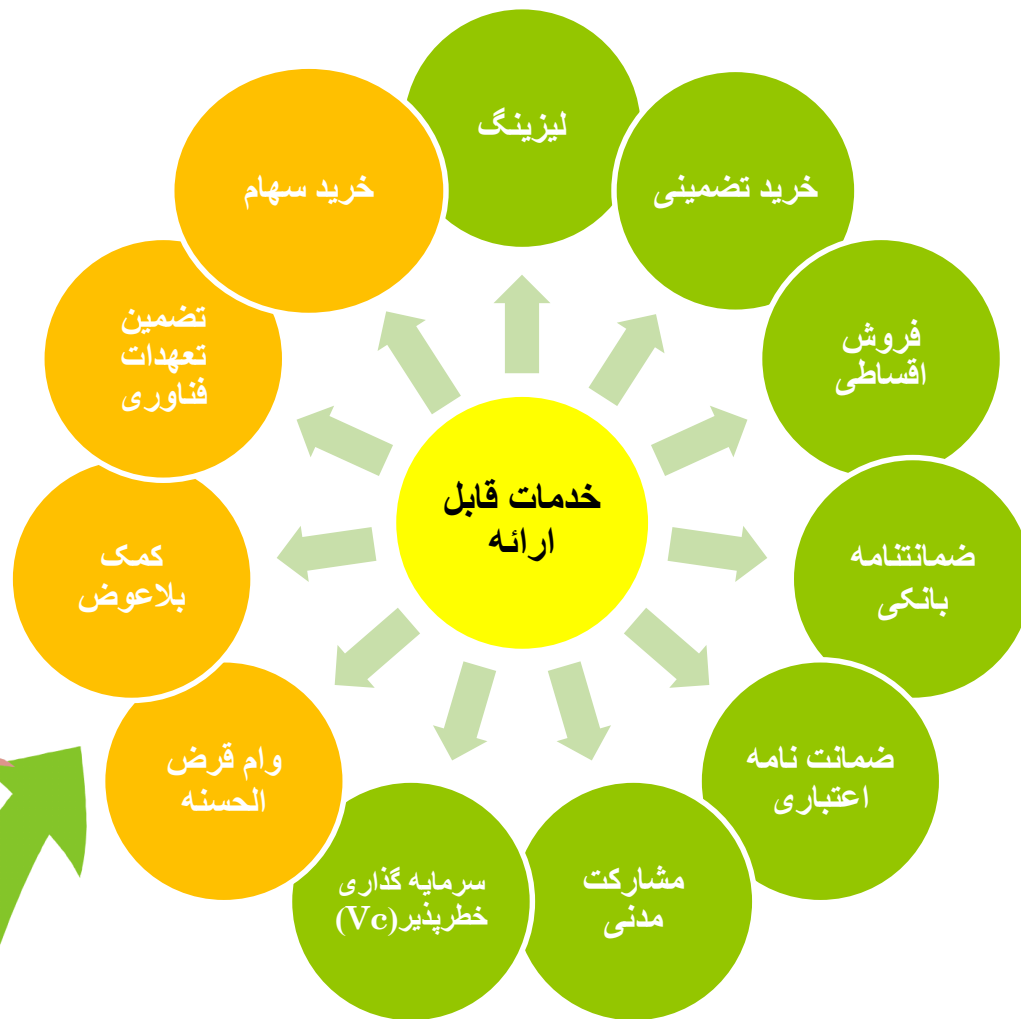 لیزینگ
خرید تضمینی
فروش
اقساطی
ضمانتنامه
بانکی
ضمانت نامه
اعتباری
مشارکت
مدنی
سرمایه گذاری
خطرپذیر(Vc)
وام قرض
الحسنه
کمک
بلاعوض
تضمین
تعهدات
فناوری
خرید سهام
خدمات قابل
ارائه